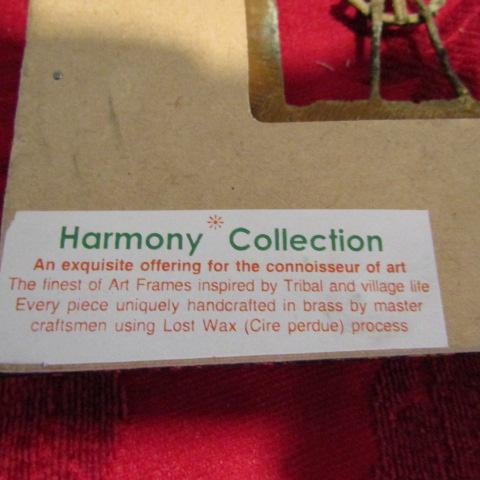 Harmony Collection
An exquisite offering for the connoisseur of art
The finest of Art Frames inspired by Tribal and village life
Every piece uniquely handcrafted in brass by master
craftsmen using Lost Wax (Cire perdue) process